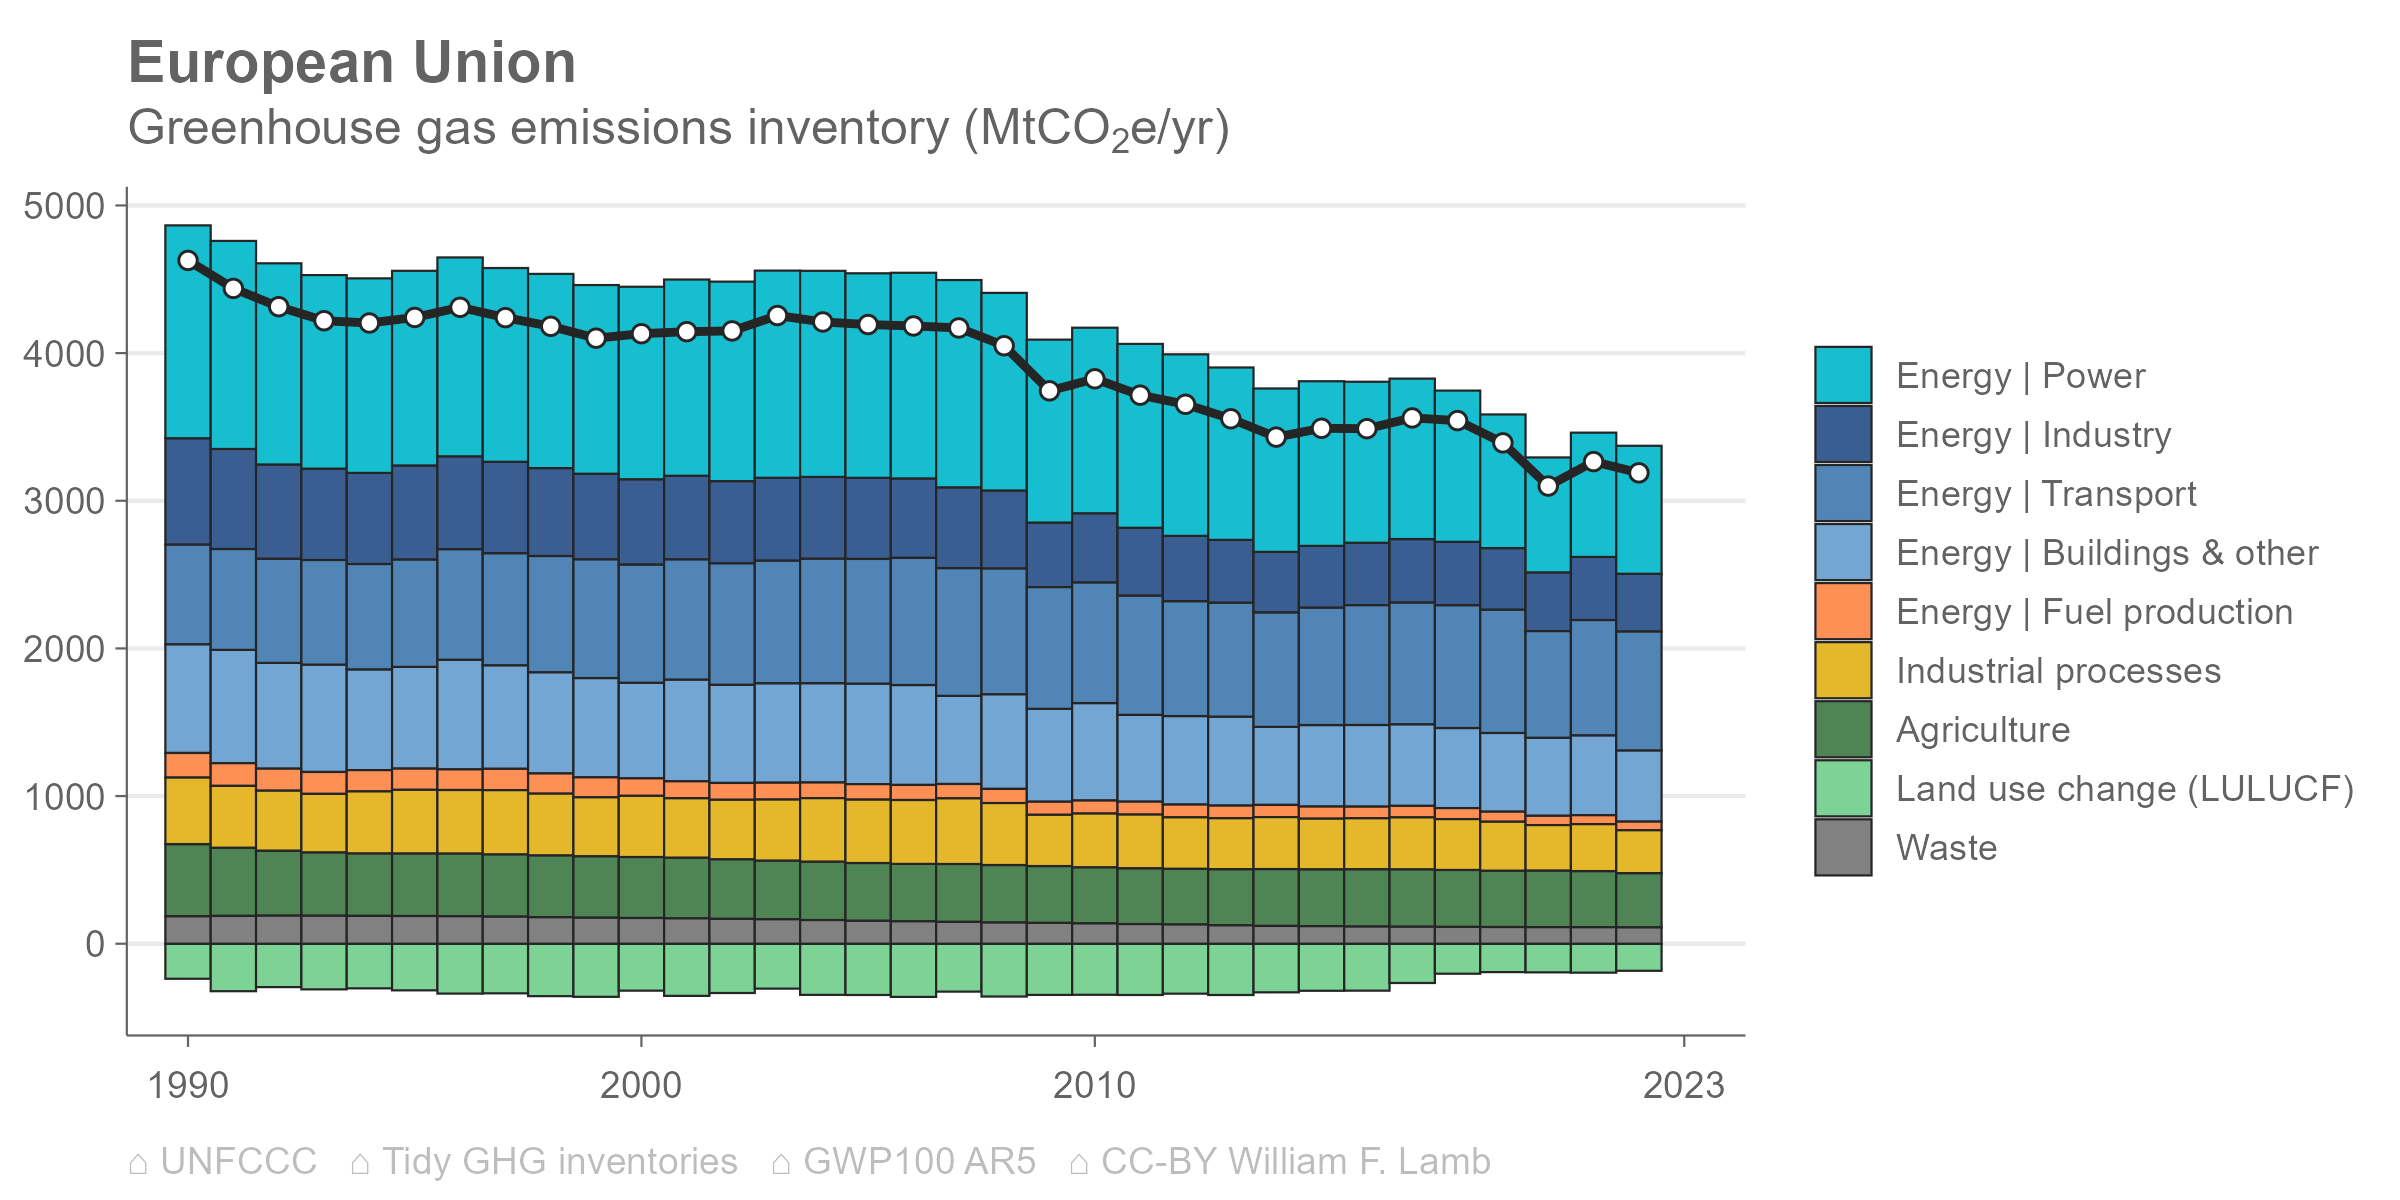 European Union
Greenhouse gas emissions inventory (MtCO₂e/yr)
5000
4000
3000
2000
1000
0
1990
2000
2010
2023
Energy | Power
Energy | Industry
Energy | Transport
Energy | Buildings & other
Energy | Fuel production
Industrial processes
Agriculture
Land use change (LULUCF)
Waste
⌂ UNFCCC ⌂ Tidy GHG inventories ⌂ GWP100 AR5 ⌂ CC-BY William F. Lamb